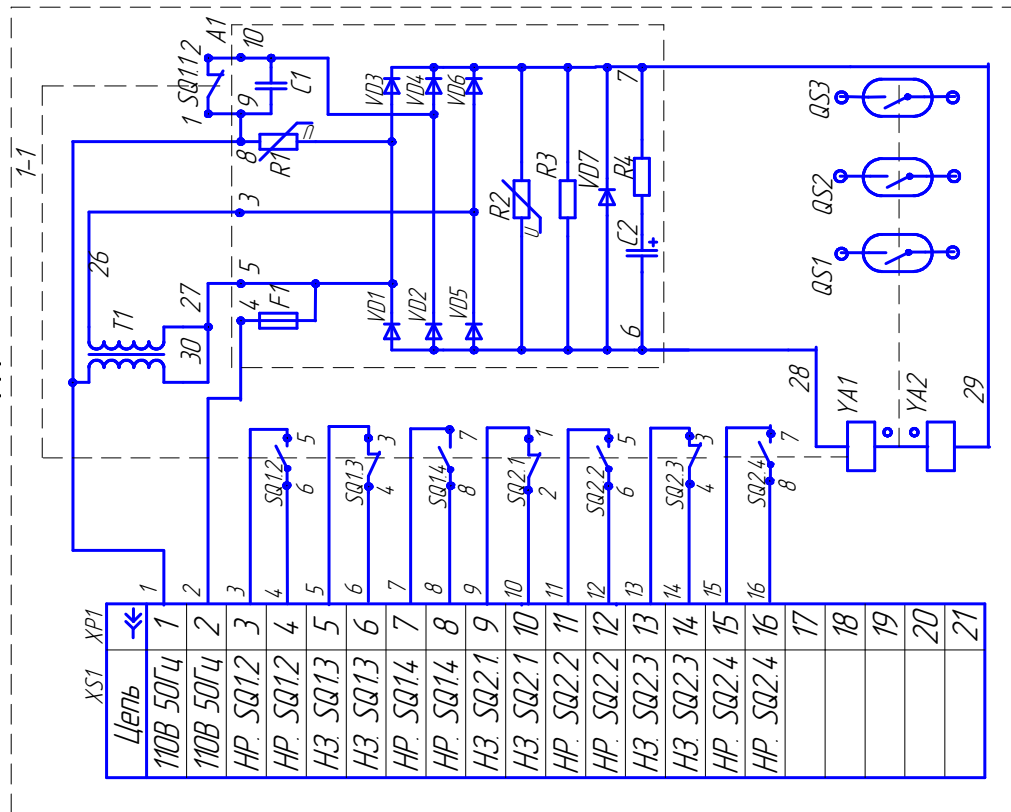 1-1
SQ1.1.2
A1
1
9
10
C1
8
R1
П
3
26
5
27
4
F1
T1
30
VD3
VD4
VD6
VD1
VD2
VD5
R2
U
R3
VD7
R4
C2
+
7
6
QS3
QS2
QS1
28
29
YA1
YA2
SQ1.2
5
6
SQ1.3
3
4
SQ1.4
7
8
SQ2.1
1
2
SQ2.2
5
6
SQ2.3
3
4
SQ2.4
7
8
1
2
3
4
5
6
7
8
9
10
11
12
13
14
15
16
XS1 XP1
Цепь
110В 50Гц 1
110В 50Гц 2
НР. SQ1.2 3
НР. SQ1.2 4
НЗ. SQ1.3 5
НЗ. SQ1.3 6
НР. SQ1.4 7
НР. SQ1.4 8
НЗ. SQ2.1. 9
НЗ. SQ2.1 10
НР. SQ2.2 11
НР. SQ2.2 12
НЗ. SQ2.3 13
НЗ. SQ2.3 14
НР. SQ2.4 15
НР. SQ2.4 16
17
18
19
20
21